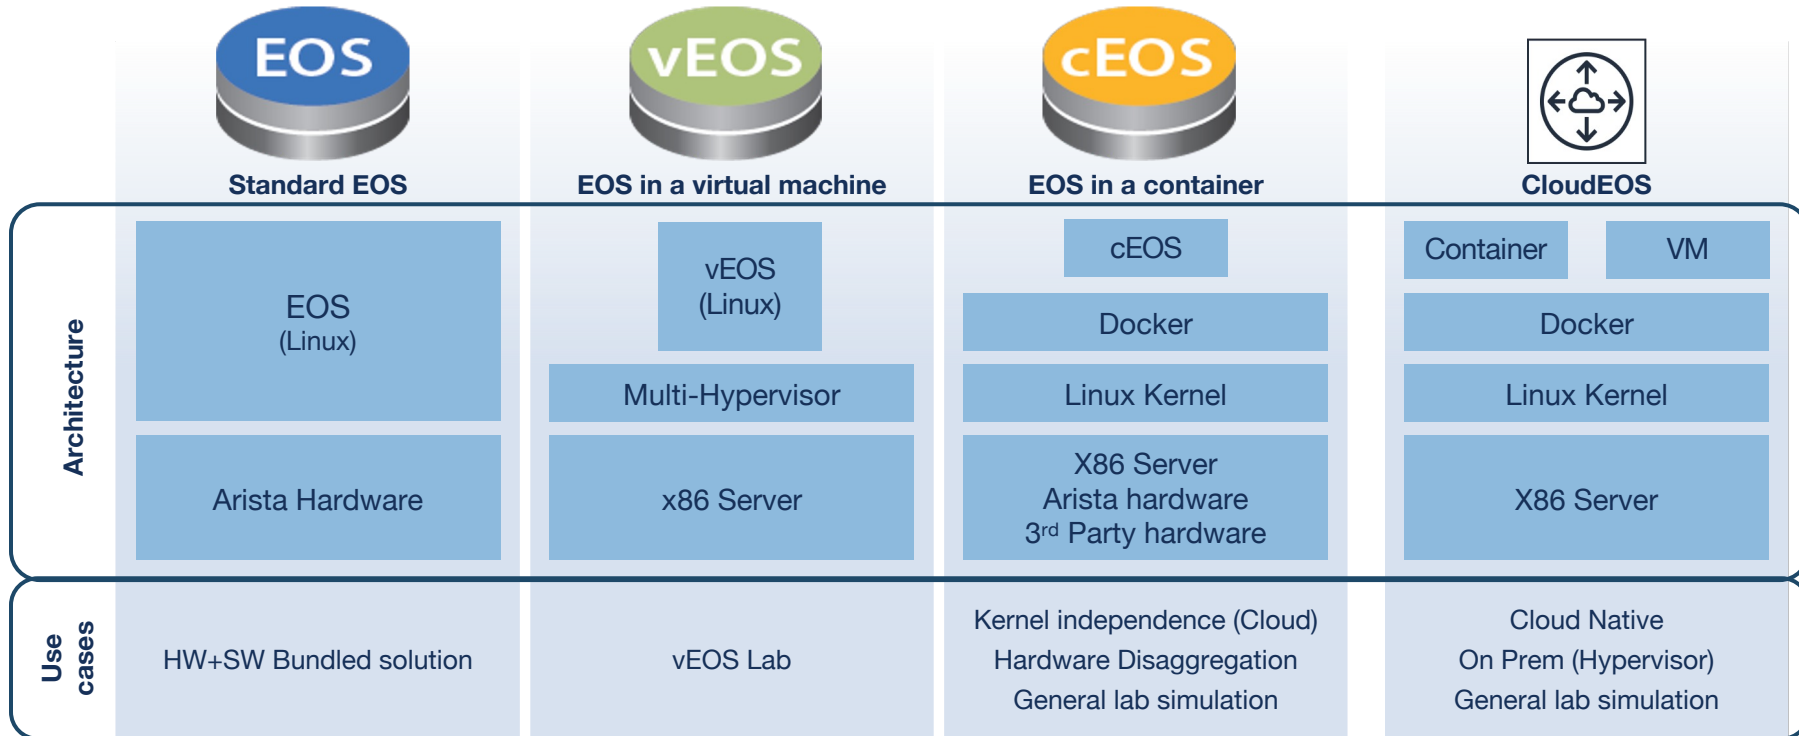 EOS
vEOS
cEOS
Standard EOS
EOS in a virtual machine
EOS in a container
CloudEOS
Architecture
EOS
(Linux)
Arista Hardware
vEOS
(Linux)
Multi-Hypervisor
x86 Server
cEOS
Docker
Linux Kernel
X86 Server
Arista hardware
3rd Party hardware
Container
VM
Docker
Linux Kernel
X86 Server
Use
cases
HW+SW Bundled solution
vEOS Lab
Kernel independence (Cloud)
Hardware Disaggregation
General lab simulation
Cloud Native
On Prem (Hypervisor)
General lab simulation